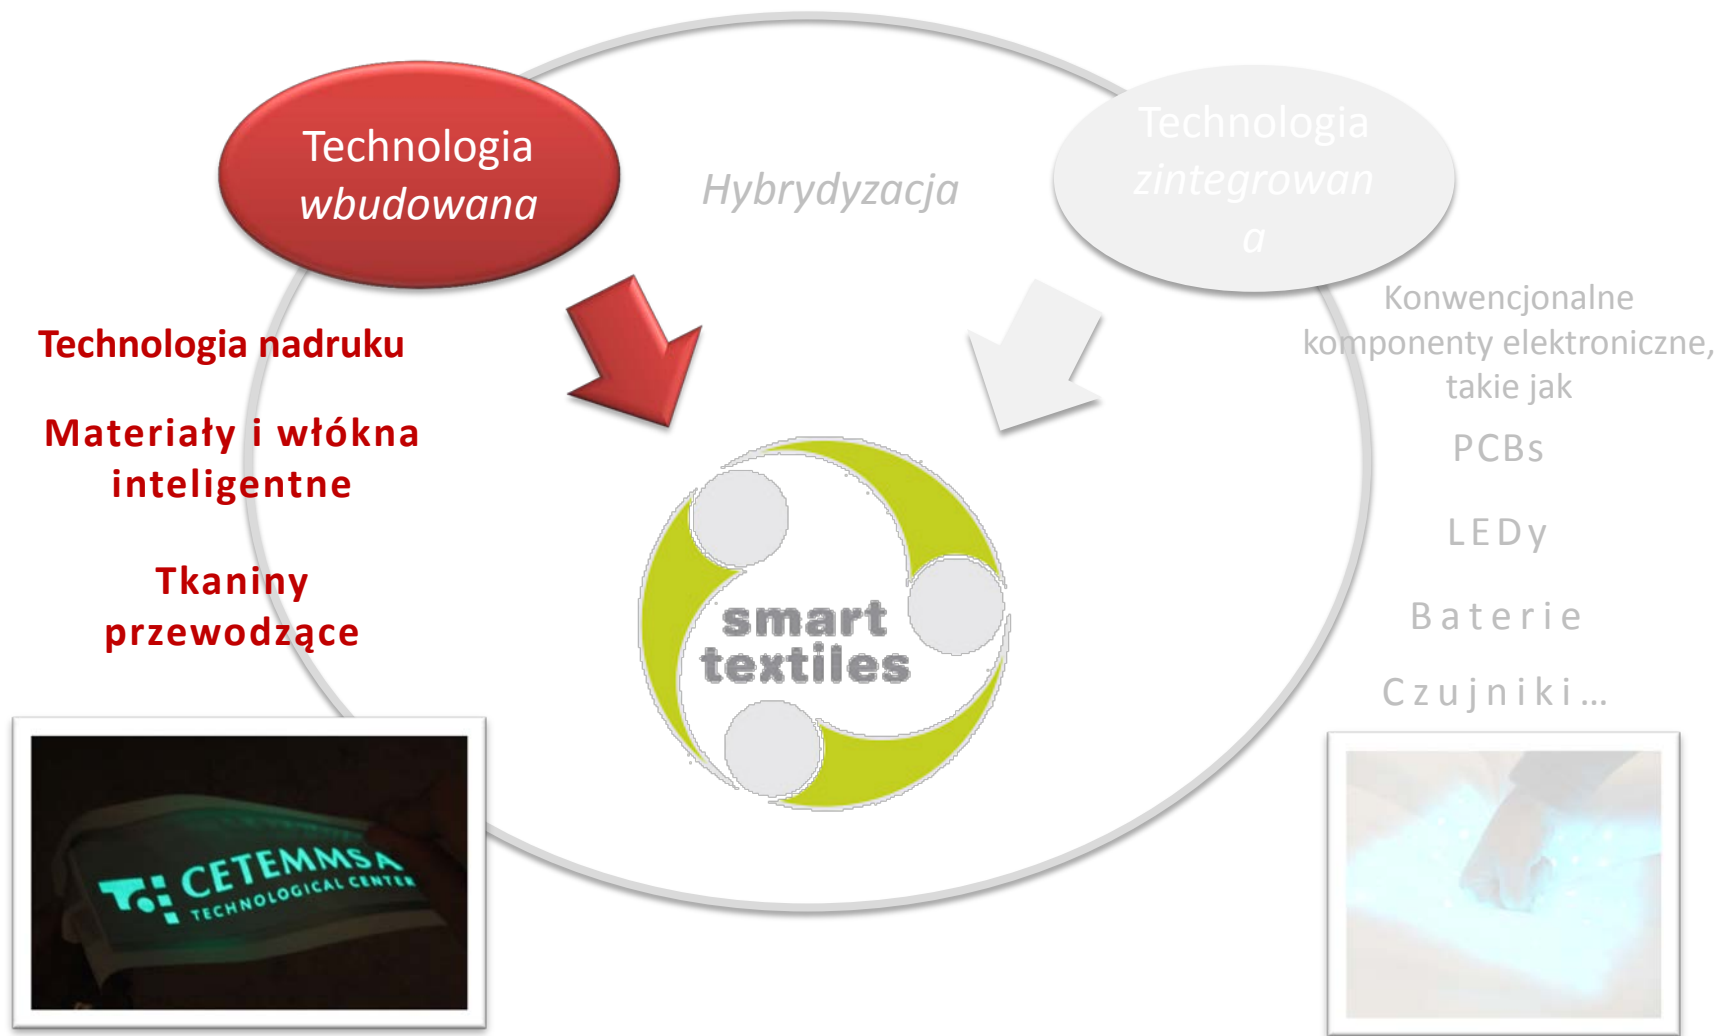 Technologia
wbudowana
Hybrydyzacja
Technologia
zintegrowan
a
Technologia nadruku
Materiały i włókna
inteligentne
Tkaniny
przewodzące
Konwencjonalne
komponenty elektroniczne,
takie jak
PCBs
LEDy
Baterie
Czujniki...
smart
textiles
CETEMMSA
TECHNOLOGICAL CENTER